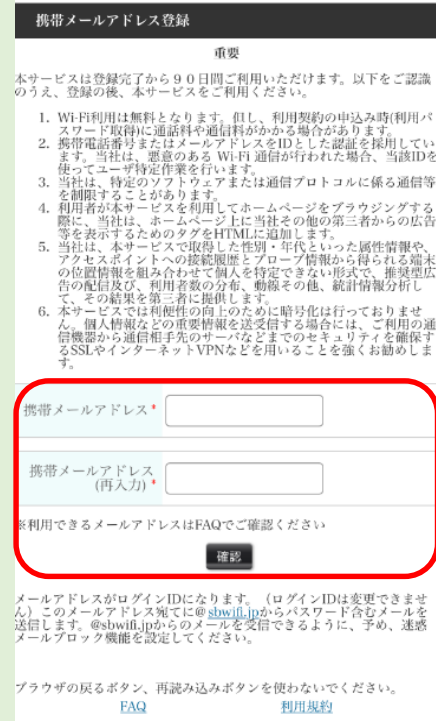 携帯メールアドレス登録
重要
本サービスは登録完了から９０日間ご利用いただけます。以下をご認識
のうえ、登録の後、本サービスをご利用ください。
1. Wi-Fi利用は無料となります。但し、利用契約の申込み時(利用パ
スワード取得)に通話料や通信料がかかる場合があります。
2. 携帯電話番号またはメールアドレスをIDとした認証を採用してい
ます。当社は、悪意のある Wi-Fi 通信が行われた場合、当該IDを
使ってユーザ特定作業を行います。
3. 当社は、特定のソフトウェアまたは通信プロトコルに係る通信等
を制限することがあります。
4. 利用者が本サービスを利用してホームページをブラウジングする
際に、当社は、ホームページ上に当社その他の第三者からの広告
等を表示するためのタグをHTMLに追加します。
5. 当社は、本サービスで取得した性別・年代といった属性情報や、
アクセスポイントへの接続履歴とプローブ情報から得られる端末
の位置情報を組み合わせて個人を特定できない形式で、推奨型広
告の配信及び、利用者数の分布、動線その他、統計情報分析し
て、その結果を第三者に提供します。
6. 本サービスでは利便性の向上のために暗号化は行っておりませ
ん。個人情報などの重要情報を送受信する場合には、ご利用の通
信機器から通信相手先のサーバなどまでのセキュリティを確保す
るSSLやインターネットVPNなどを用いることを強くお勧めしま
す。
携帯メールアドレス *
携帯メールアドレス
(再入力) *
※利用できるメールアドレスはFAQでご確認ください
確認
メールアドレスがログインIDになります。（ログインIDは変更できませ
ん）このメールアドレス宛てに@sbwifi.jpからパスワード含むメールを
送信します。@sbwifi.jpからのメールを受信できるように、予め、迷惑
メールブロック機能を設定してください。
ブラウザの戻るボタン、再読み込みボタンを使わないでください。
FAQ 利用規約